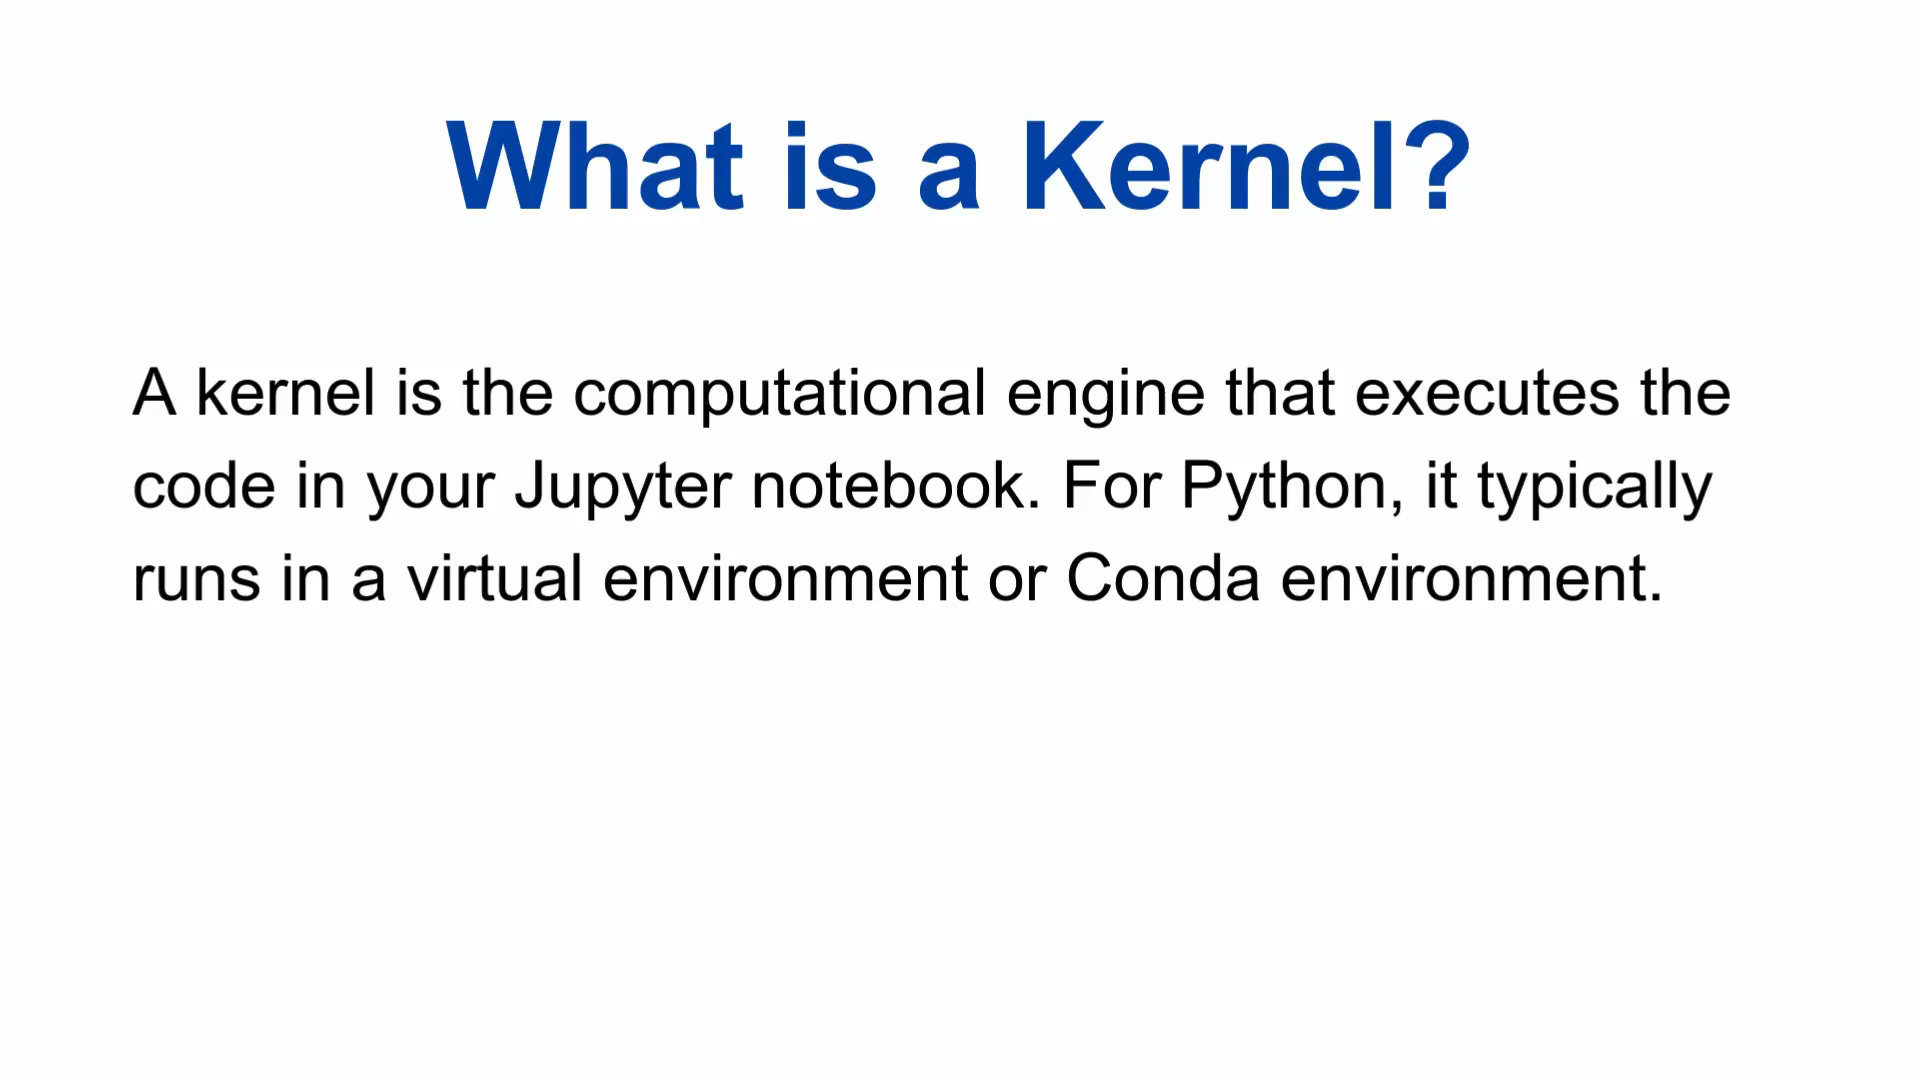 What is a Kernel?
A kernel is the computational engine that executes the
code in your Jupyter notebook. For Python, it typically
runs in a virtual environment or Conda environment.